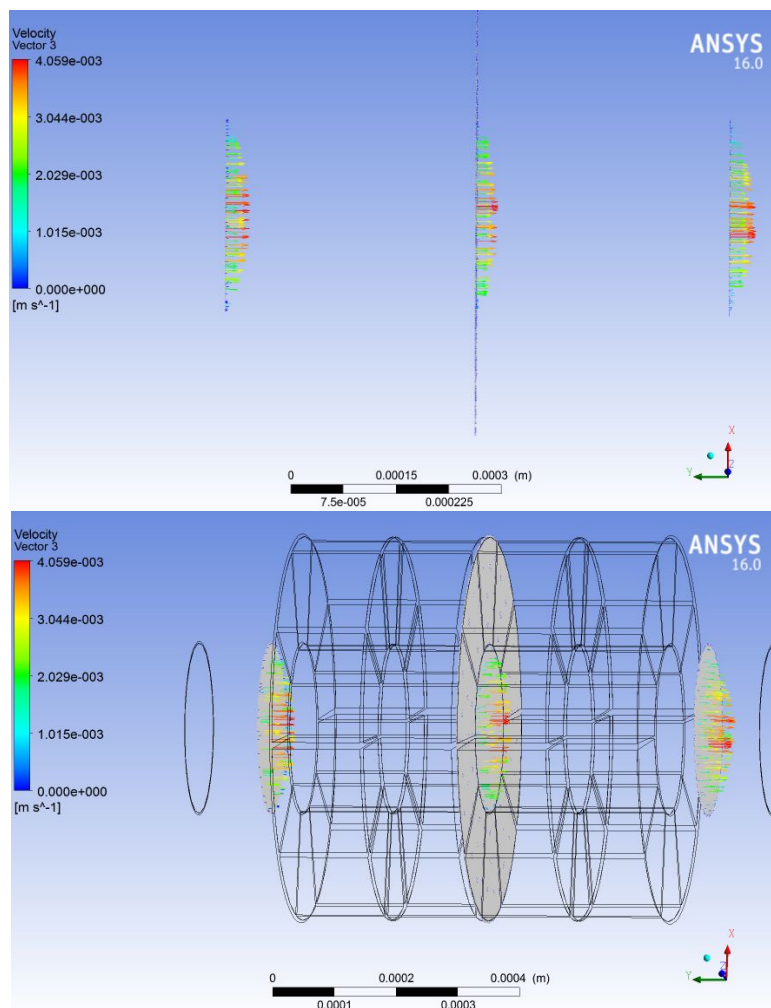 Velocity
Vector 3
4.059e-003
3.044e-003
2.029e-003
1.015e-003
0.000e+000
[m s^-1]
ANSYS
16.0
X
Y
Z
0 0.00015 0.0003 (m)
7.5e-005 0.000225
Velocity
Vector 3
4.059e-003
3.044e-003
2.029e-003
1.015e-003
0.000e+000
[m s^-1]
ANSYS
16.0
X
Y
Z
0 0.0002 0.0004 (m)
0.0001 0.0003